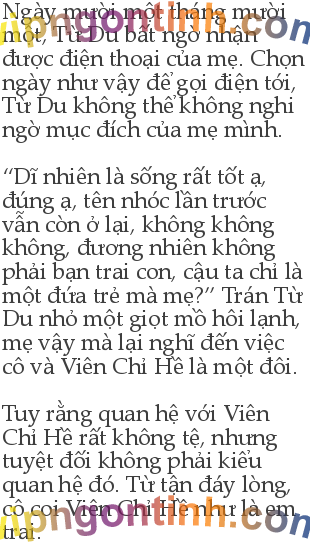 Ngày mười một tháng mười
một, Từ Du bất ngờ nhận
được điện thoại của mẹ. Chọn
ngày như vậy để gọi điện tới,
Từ Du không thể không nghi
ngờ mục đích của mẹ mình.
“Dĩ nhiên là sống rất tốt ạ,
đúng ạ, tên nhóc lần trước
vẫn còn ở lại, không không
không, đương nhiên không
phải bạn trai con, cậu ta chỉ là
một đứa trẻ mà mẹ?” Trán Từ
Du nhỏ một giọt mồ hôi lạnh,
mẹ vậy mà lại nghĩ đến việc
cô và Viên Chỉ Hề là một đôi.
Tuy rằng quan hệ với Viên
Chỉ Hề rất không tệ, nhưng
tuyệt đối không phải kiểu
quan hệ đó. Từ tận đáy lòng,
cô coi Viên Chỉ Hề như là em
trai.